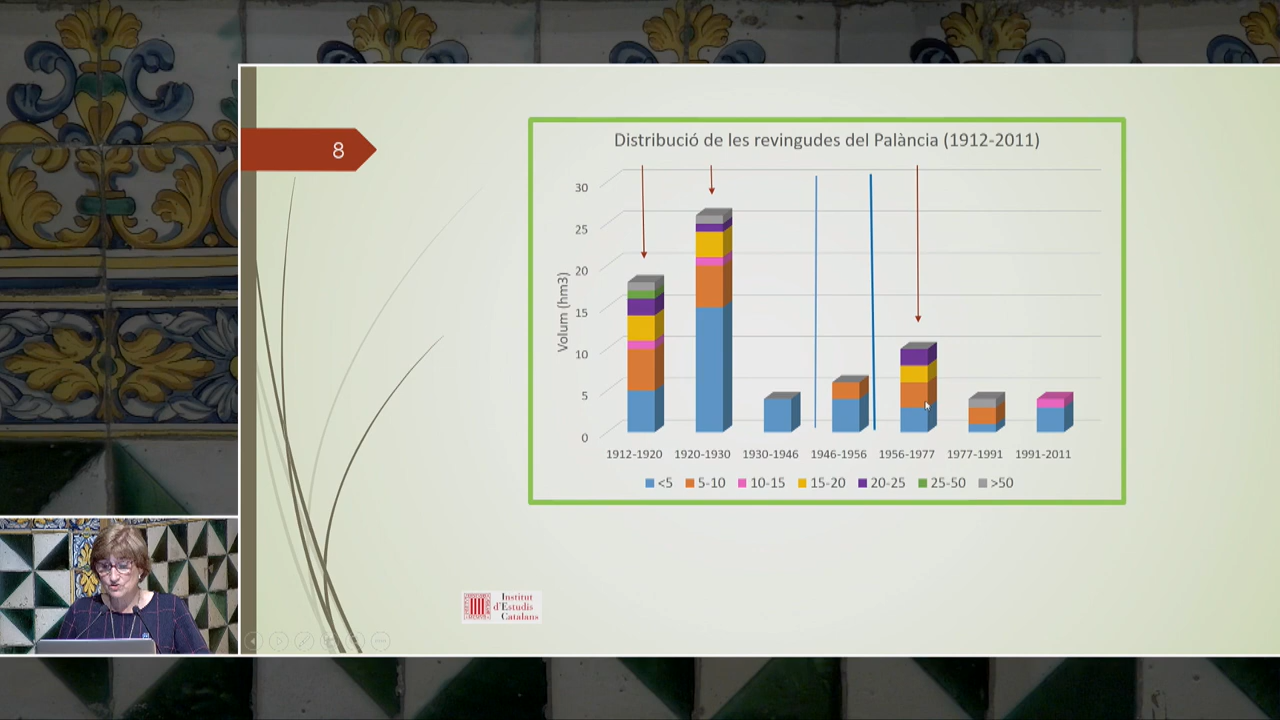 8
Distribució de les revingudes del Palància (1912-2011)
Volum (hm3)
30
25
20
15
10
5
0
1912-1920 1920-1930 1930-1946 1946-1956 1956-1977 1977-1991 1991-2011
<5 5-10 10-15 15-20 20-25 25-50 >50
Institut
d'Estudis
Catalans